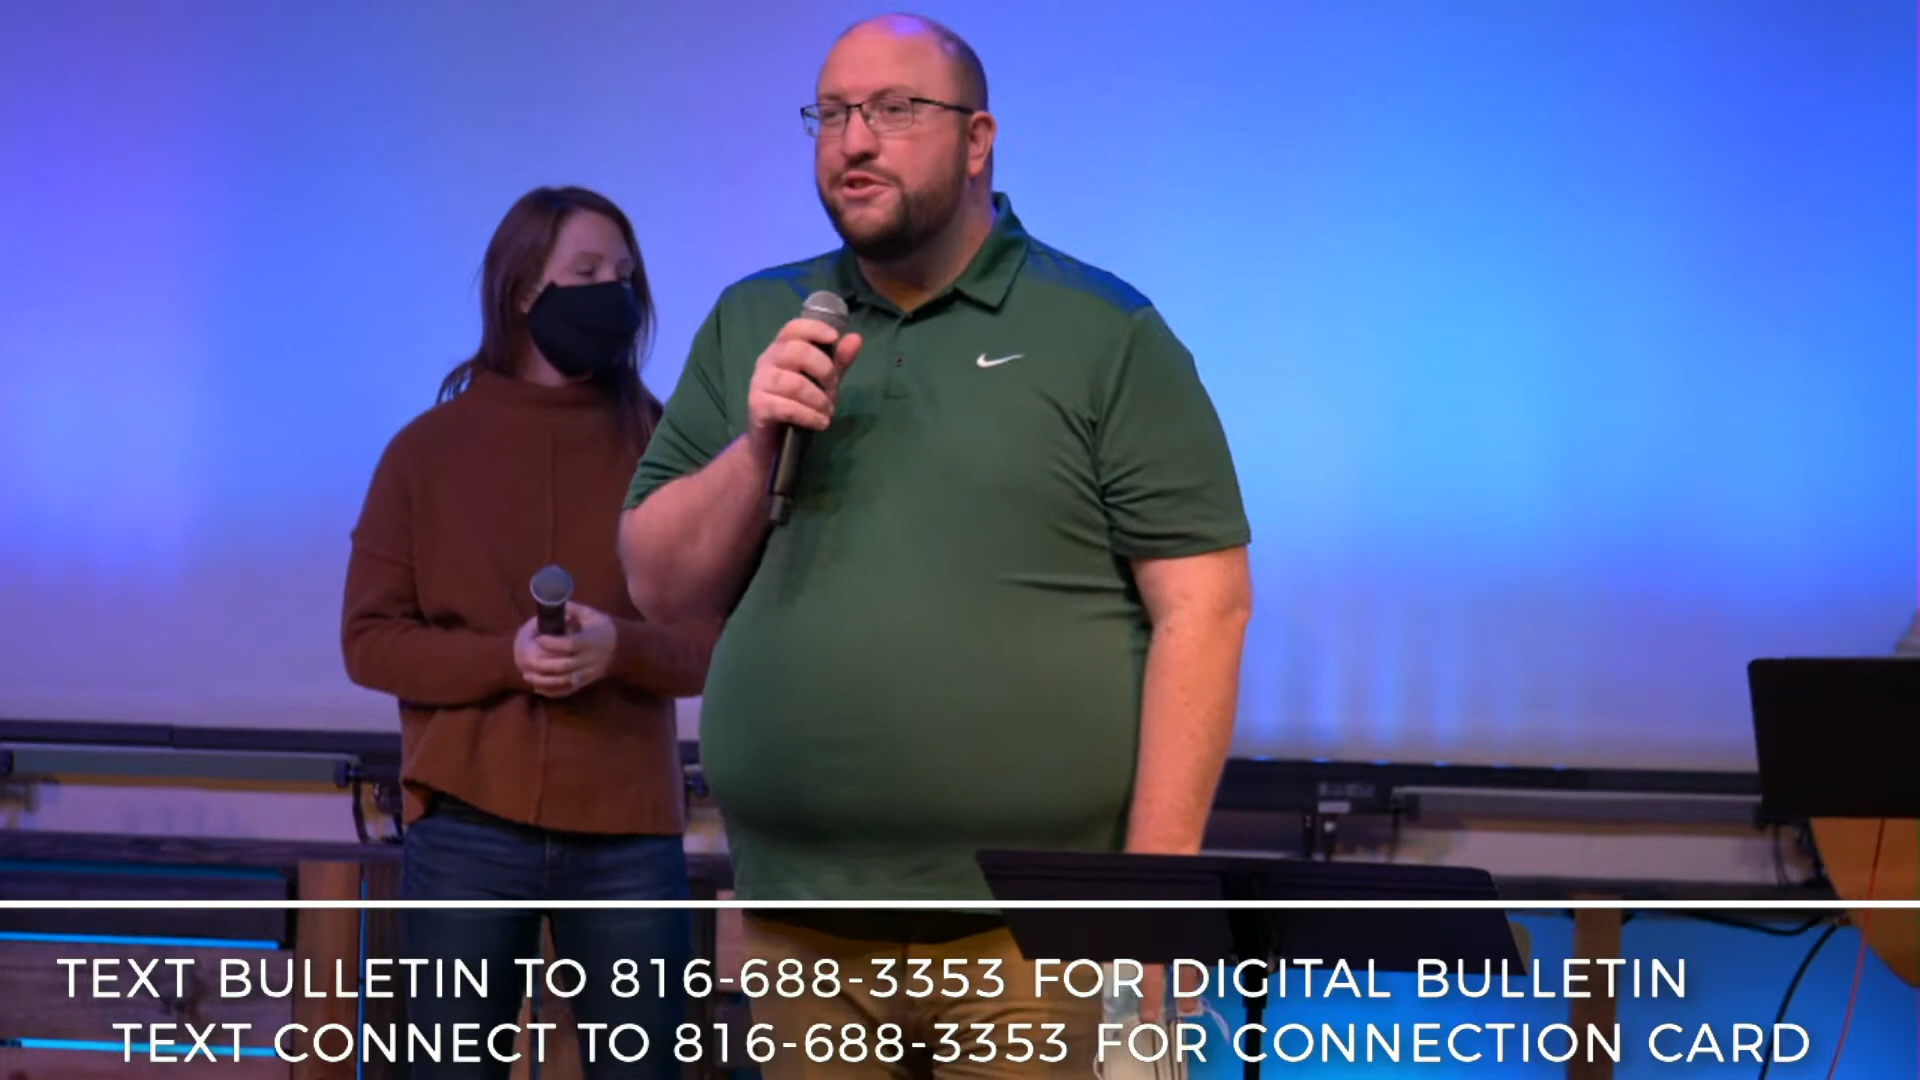 TEXT BULLETIN TO 816-688-3353 FOR DIGITAL BULLETIN
TEXT CONNECT TO 816-688-3353 FOR CONNECTION CARD